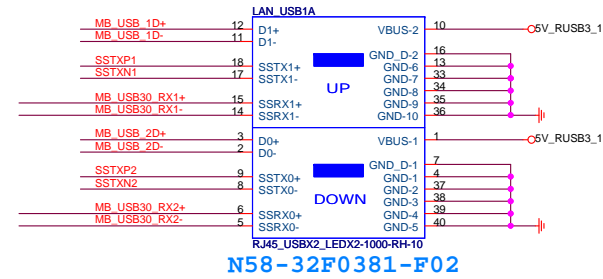 LAN_USB1A
MB_USB_1D+ 12 D1+ VBUS-2 10 5V_RUSB3_1
MB_USB_1D- 11 D1-
GND_D-2 16
SSTXP1 18 SSTX1+ GND-6 13
SSTXN1 17 SSTX1- GND-7 33
GND-8 34
UP
MB_USB30_RX1+ 15 SSRX1+ GND-9 35
MB_USB30_RX1- 14 SSRX1- GND-10 36
MB_USB_2D+ 3 D0+ VBUS-1 1 5V_RUSB3_1
MB_USB_2D- 2 D0-
GND_D-1 7
SSTXP2 9 SSTX0+ GND-1 4
SSTXN2 8 SSTX0- GND-2 37
GND-3 38
DOWN
MB_USB30_RX2+ 6 SSRX0+ GND-4 39
MB_USB30_RX2- 5 SSRX0- GND-5 40
RJ45_USBX2_LEDX2-1000-RH-10
N58-32F0381-F02